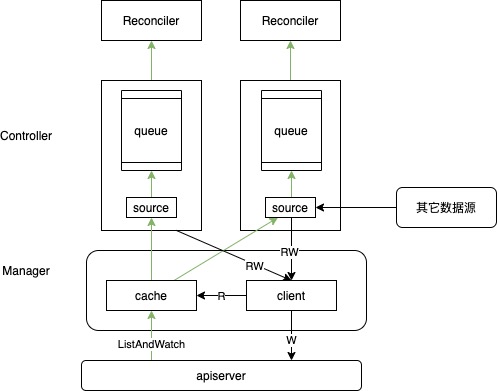 Reconciler
Reconciler
Controller
queue
queue
source
source
其它数据源
RW
RW
Manager
cache
R
client
ListAndWatch
W
apiserver